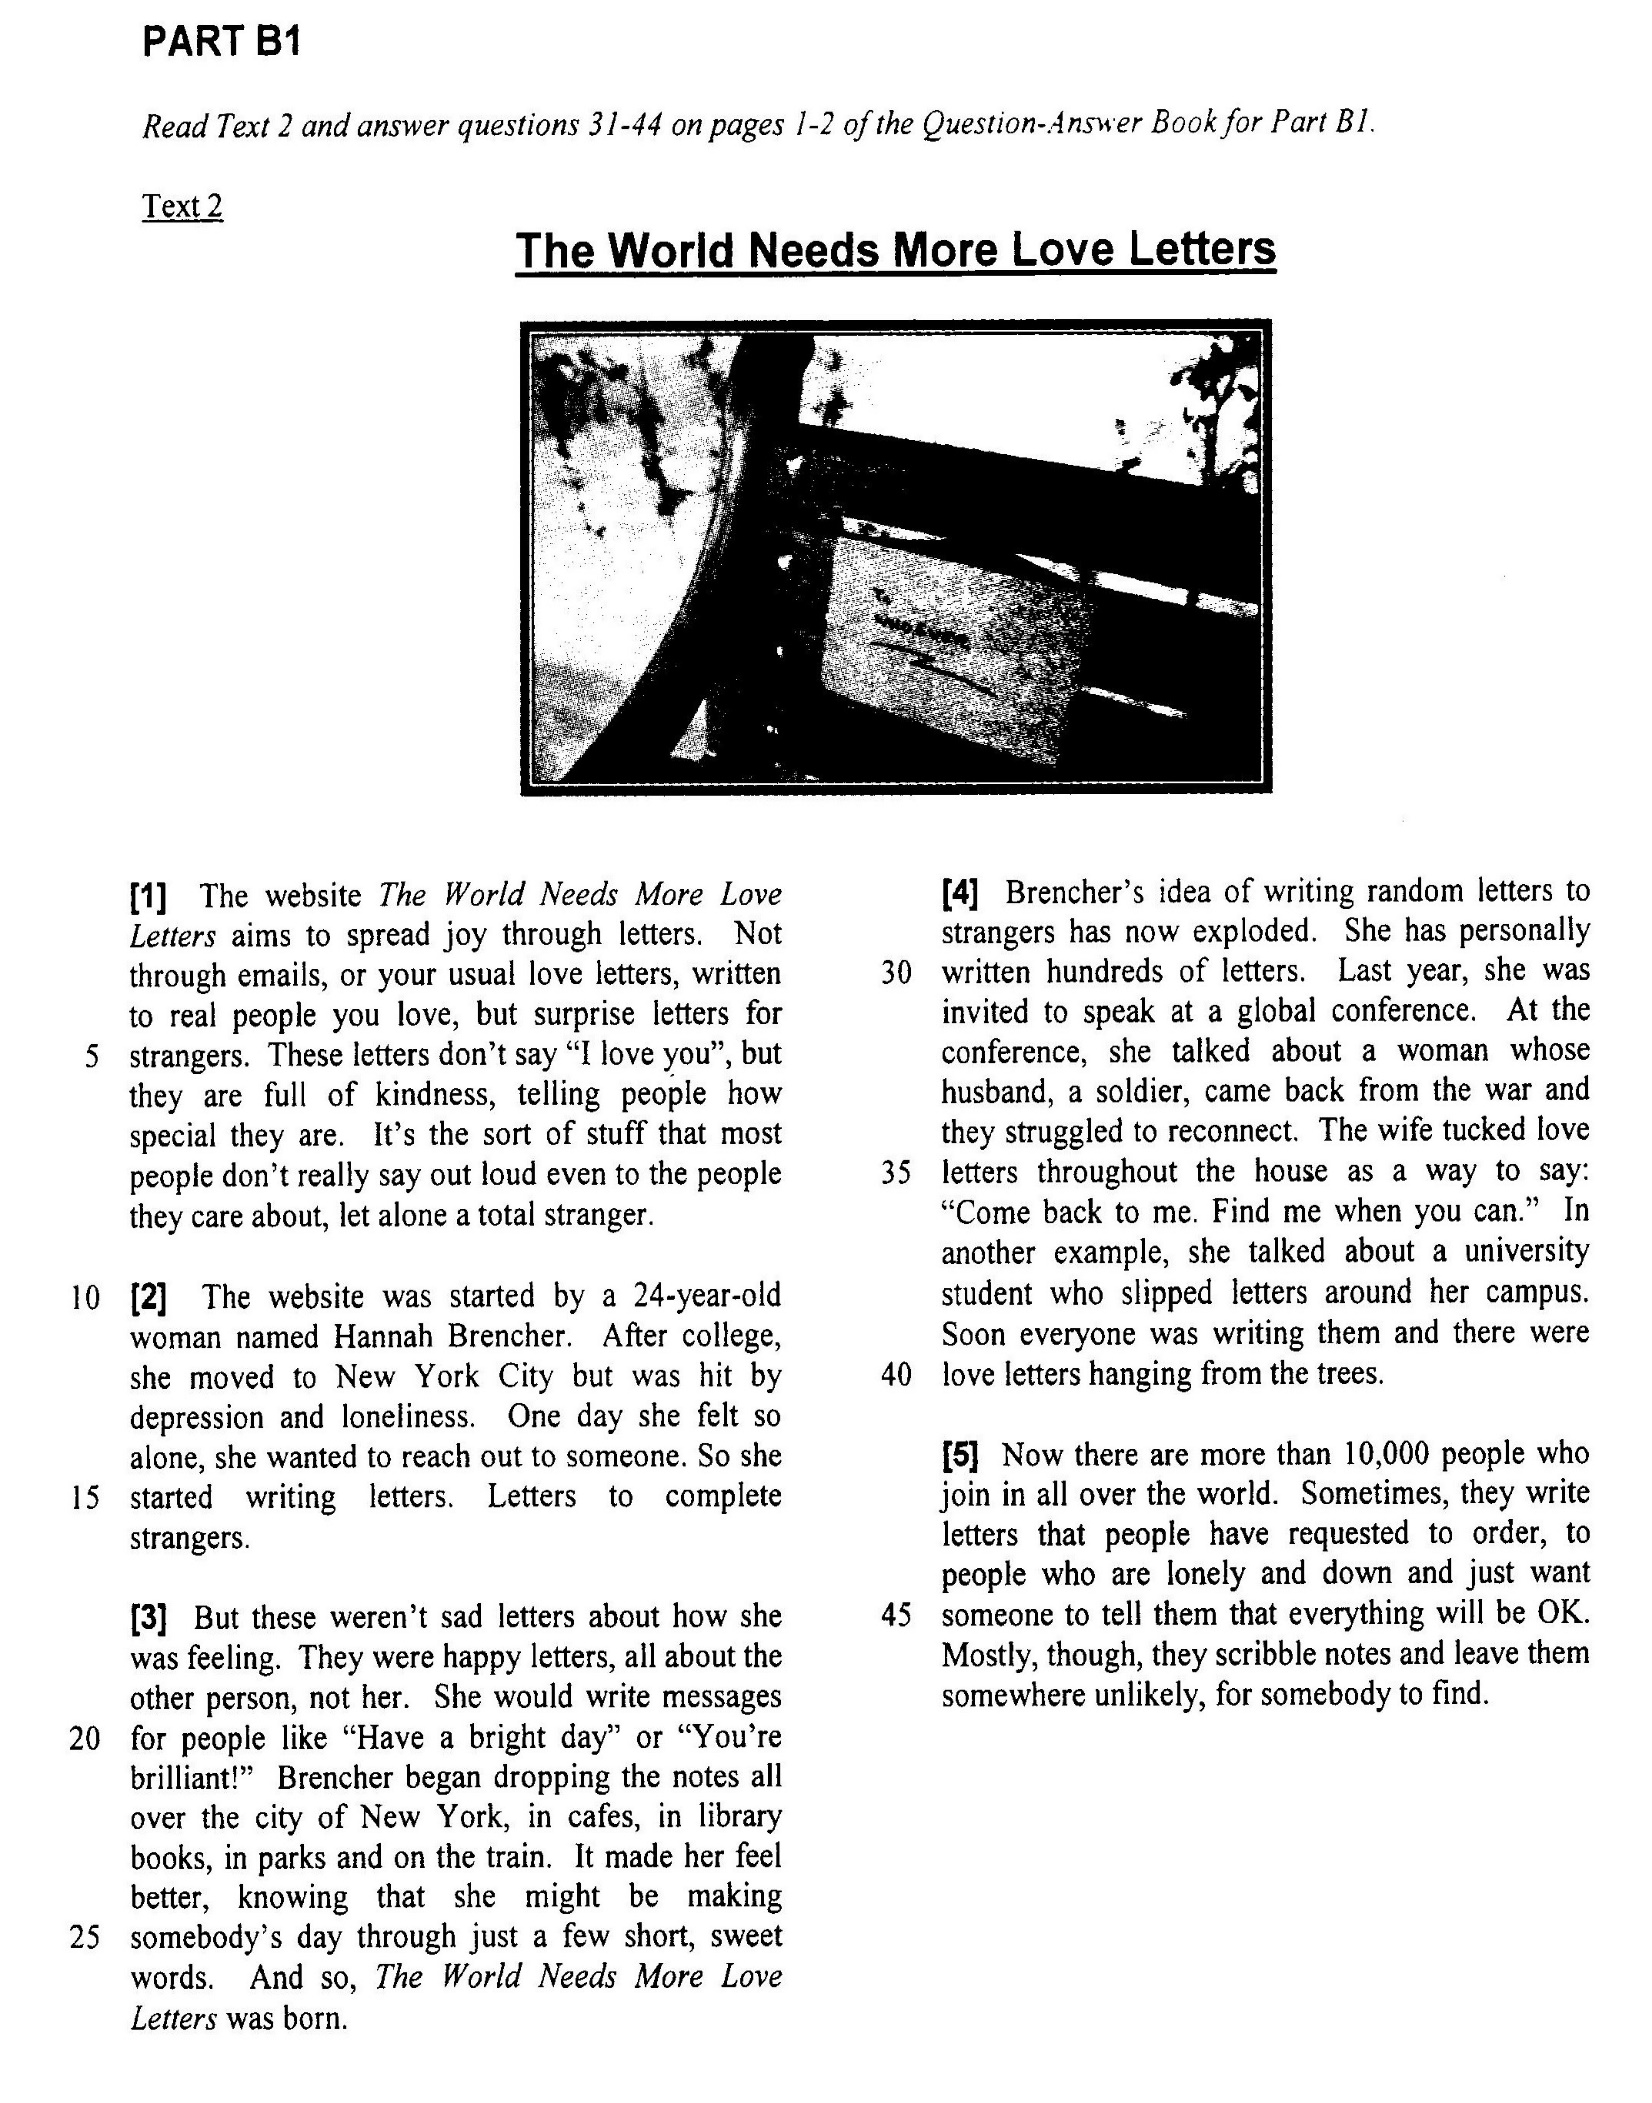 PART B1
Read Text 2 and answer questions 31-44 on pages 1-2 of the Question-Answer Book for Part B1.
Text 2
The World Needs More Love Letters
[1] The website The World Needs More Love
Letters aims to spread joy through letters. Not
through emails, or your usual love letters, written
to real people you love, but surprise letters for
5 strangers. These letters don't say “I love you”, but
they are full of kindness, telling people how
special they are. It's the sort of stuff that most
people don't really say out loud even to the people
they care about, let alone a total stranger.
10 [2] The website was started by a 24-year-old
woman named Hannah Brencher. After college,
she moved to New York City but was hit by
depression and loneliness. One day she felt so
alone, she wanted to reach out to someone. So she
15 started writing letters. Letters to complete
strangers.
[3] But these weren't sad letters about how she
was feeling. They were happy letters, all about the
other person, not her. She would write messages
20 for people like “Have a bright day” or “You're
brilliant!” Brencher began dropping the notes all
over the city of New York, in cafes, in library
books, in parks and on the train. It made her feel
better, knowing that she might be making
25 somebody's day through just a few short, sweet
words. And so, The World Needs More Love
Letters was born.
[4] Brencher's idea of writing random letters to
strangers has now exploded. She has personally
30 written hundreds of letters. Last year, she was
invited to speak at a global conference. At the
conference, she talked about a woman whose
husband, a soldier, came back from the war and
they struggled to reconnect. The wife tucked love
35 letters throughout the house as a way to say:
“Come back to me. Find me when you can.” In
another example, she talked about a university
student who slipped letters around her campus.
Soon everyone was writing them and there were
40 love letters hanging from the trees.
[5] Now there are more than 10,000 people who
join in all over the world. Sometimes, they write
letters that people have requested to order, to
people who are lonely and down and just want
45 someone to tell them that everything will be OK.
Mostly, though, they scribble notes and leave them
somewhere unlikely, for somebody to find.